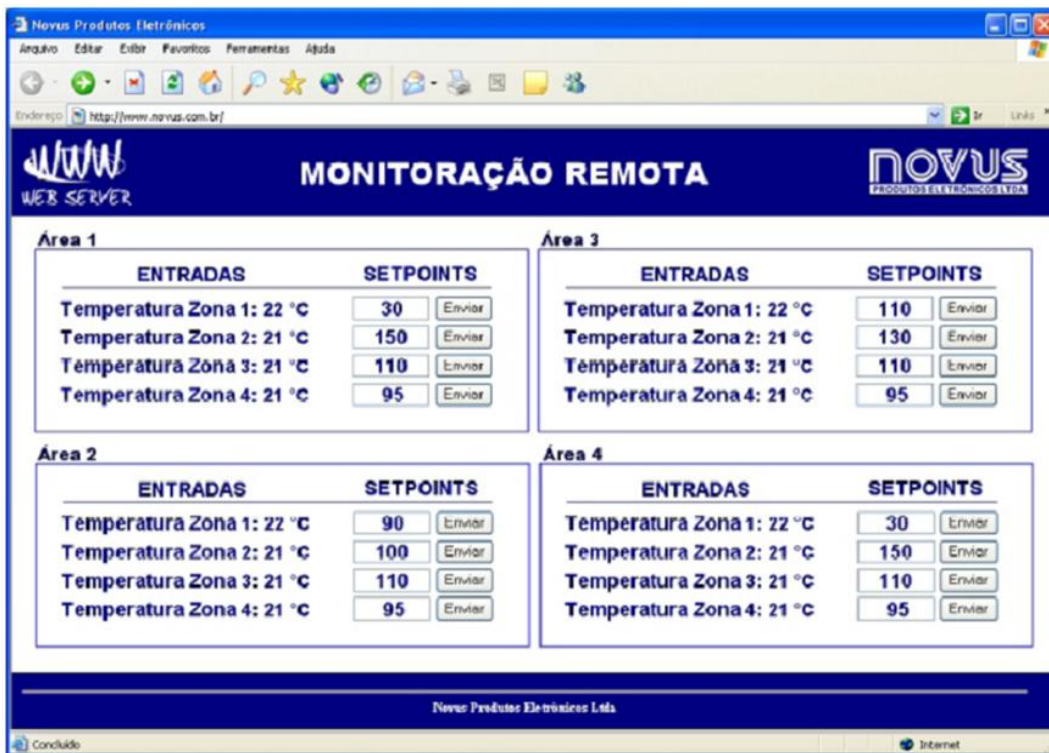 Novus Produtos Eletrônicos
Arquivo Editar Exibir Favoritos Ferramentas Ajuda
Endereço http://www.novus.com.br/ Ir Links
WWW
WEB SERVER
MONITORAÇÃO REMOTA
NOVUS
PRODUTOS ELETRÔNICOS LTDA.
Área 1
ENTRADAS SETPOINTS
Temperatura Zona 1: 22 °C 30 Enviar
Temperatura Zona 2: 21 °C 150 Enviar
Temperatura Zona 3: 21 °C 110 Enviar
Temperatura Zona 4: 21 °C 95 Enviar
Área 3
ENTRADAS SETPOINTS
Temperatura Zona 1: 22 °C 110 Enviar
Temperatura Zona 2: 21 °C 130 Enviar
Temperatura Zona 3: 21 °C 110 Enviar
Temperatura Zona 4: 21 °C 95 Enviar
Área 2
ENTRADAS SETPOINTS
Temperatura Zona 1: 22 °C 90 Enviar
Temperatura Zona 2: 21 °C 100 Enviar
Temperatura Zona 3: 21 °C 110 Enviar
Temperatura Zona 4: 21 °C 95 Enviar
Área 4
ENTRADAS SETPOINTS
Temperatura Zona 1: 22 °C 30 Enviar
Temperatura Zona 2: 21 °C 150 Enviar
Temperatura Zona 3: 21 °C 110 Enviar
Temperatura Zona 4: 21 °C 95 Enviar
Novus Produtos Eletrônicos Ltda.
Concluído Internet